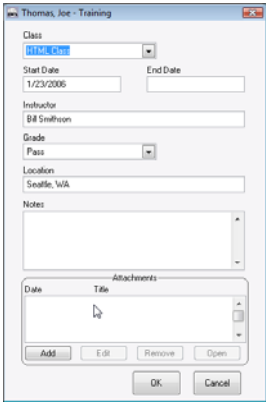 Thomas, Joe - Training
Class
HTML Class
Start Date End Date
1/23/2006
Instructor
Bill Smithson
Grade
Pass
Location
Seattle, WA
Notes
Attachments
Date Title
Add Edit Remove Open
OK Cancel